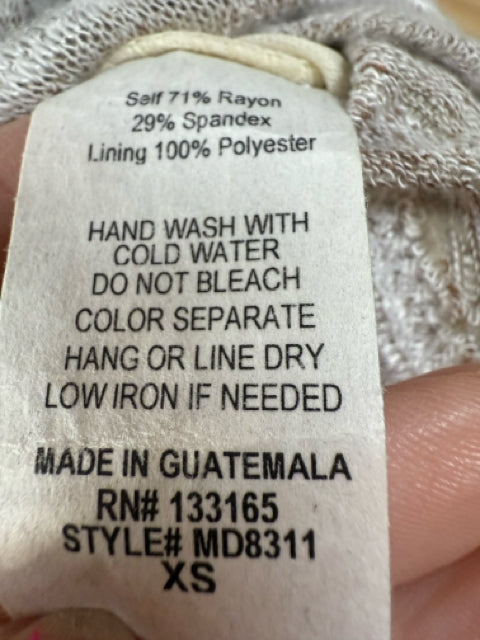 Self 71% Rayon
29% Spandex
Lining 100% Polyester
HAND WASH WITH
COLD WATER
DO NOT BLEACH
COLOR SEPARATE
HANG OR LINE DRY
LOW IRON IF NEEDED
MADE IN GUATEMALA
RN# 133165
STYLE# MD8311
XS